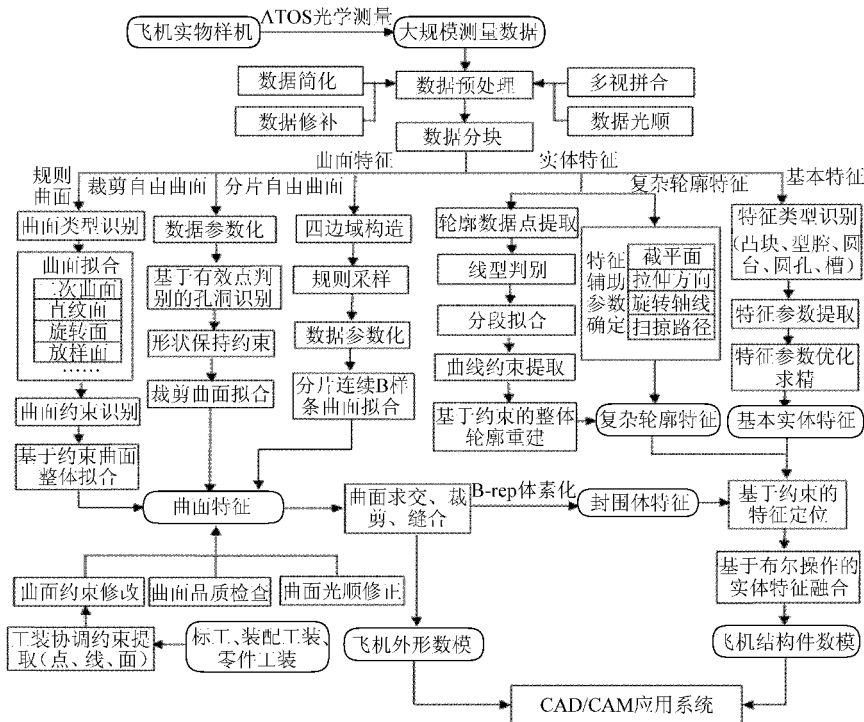 飞机实物样机
ATOS光学测量
大规模测量数据
数据简化
数据预处理
多视拼合
数据修补
数据光顺
数据分块
曲面特征
实体特征
规则
曲面
裁剪自由曲面
分片自由曲面
复杂轮廓特征
基本特征
曲面类型识别
曲面拟合
二次曲面
直纹面
旋转面
放样面
……
曲面约束识别
基于约束曲面
整体拟合
数据参数化
基于有效点判
别的孔洞识别
形状保持约束
裁剪曲面拟合
四边域构造
规则采样
数据参数化
分片连续B样
条曲面拟合
轮廓数据点提取
线型判别
分段拟合
曲线约束提取
基于约束的整体
轮廓重建
特征
辅助
参数
确定
截平面
拉伸方向
旋转轴线
扫掠路径
复杂轮廓特征
特征类型识别
(凸块、型腔、圆
台、圆孔、槽)
特征参数提取
特征参数优化
求精
基本实体特征
曲面特征
曲面求交、裁
剪、缝合
B-rep体素化
封围体特征
基于约束的
特征定位
基于布尔操作的
实体特征融合
曲面约束修改
曲面品质检查
曲面光顺修正
工装协调约束提
取(点、线、面)
标工、装配工装、
零件工装
飞机外形数模
飞机结构件数模
CAD/CAM应用系统